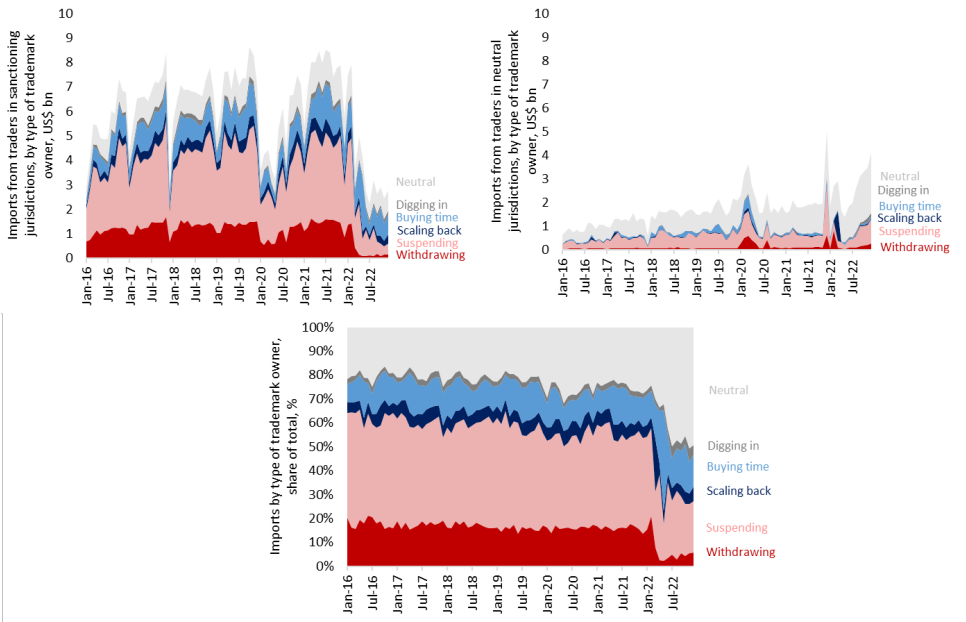 Imports from traders in sanctioning
jurisdictions, by type of trademark
owner, US$ bn
10
9
8
7
6
5
4
3
2
1
0
Jan-16
Jul-16
Jan-17
Jul-17
Jan-18
Jul-18
Jan-19
Jul-19
Jan-20
Jul-20
Jan-21
Jul-21
Jan-22
Jul-22
Neutral
Digging in
Buying time
Scaling back
Suspending
Withdrawing
Imports from traders in neutral
jurisdictions, by type of trademark
owner, US$ bn
10
9
8
7
6
5
4
3
2
1
0
Jan-16
Jul-16
Jan-17
Jul-17
Jan-18
Jul-18
Jan-19
Jul-19
Jan-20
Jul-20
Jan-21
Jul-21
Jan-22
Jul-22
Neutral
Digging in
Buying time
Scaling back
Suspending
Withdrawing
Imports by type of trademark owner,
share of total, %
100%
90%
80%
70%
60%
50%
40%
30%
20%
10%
0%
Jan-16
Jul-16
Jan-17
Jul-17
Jan-18
Jul-18
Jan-19
Jul-19
Jan-20
Jul-20
Jan-21
Jul-21
Jan-22
Jul-22
Neutral
Digging in
Buying time
Scaling back
Suspending
Withdrawing